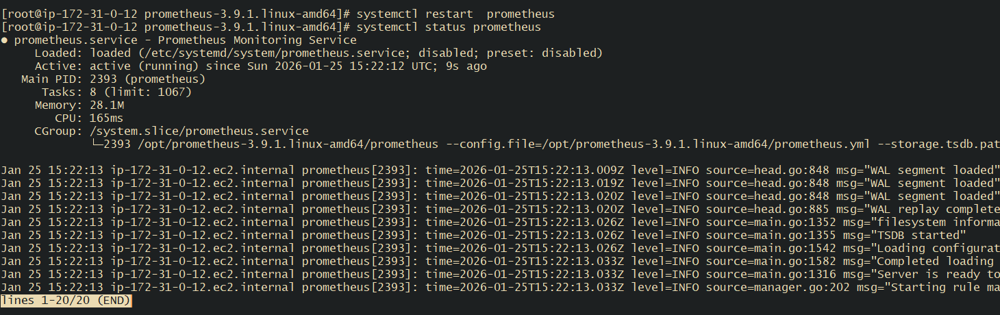 [root@ip-172-31-0-12 prometheus-3.9.1.linux-amd64]# systemctl restart  prometheus
[root@ip-172-31-0-12 prometheus-3.9.1.linux-amd64]# systemctl status prometheus
● prometheus.service - Prometheus Monitoring Service
     Loaded: loaded (/etc/systemd/system/prometheus.service; disabled; preset: disabled)
     Active: active (running) since Sun 2026-01-25 15:22:12 UTC; 9s ago
   Main PID: 2393 (prometheus)
      Tasks: 8 (limit: 1067)
     Memory: 28.1M
        CPU: 165ms
     CGroup: /system.slice/prometheus.service
             └─2393 /opt/prometheus-3.9.1.linux-amd64/prometheus --config.file=/opt/prometheus-3.9.1.linux-amd64/prometheus.yml --storage.tsdb.pat
Jan 25 15:22:13 ip-172-31-0-12.ec2.internal prometheus[2393]: time=2026-01-25T15:22:13.009Z level=INFO source=head.go:848 msg="WAL segment loaded"
Jan 25 15:22:13 ip-172-31-0-12.ec2.internal prometheus[2393]: time=2026-01-25T15:22:13.019Z level=INFO source=head.go:848 msg="WAL segment loaded"
Jan 25 15:22:13 ip-172-31-0-12.ec2.internal prometheus[2393]: time=2026-01-25T15:22:13.020Z level=INFO source=head.go:848 msg="WAL segment loaded"
Jan 25 15:22:13 ip-172-31-0-12.ec2.internal prometheus[2393]: time=2026-01-25T15:22:13.020Z level=INFO source=head.go:885 msg="WAL replay complete
Jan 25 15:22:13 ip-172-31-0-12.ec2.internal prometheus[2393]: time=2026-01-25T15:22:13.026Z level=INFO source=main.go:1352 msg="filesystem informa
Jan 25 15:22:13 ip-172-31-0-12.ec2.internal prometheus[2393]: time=2026-01-25T15:22:13.026Z level=INFO source=main.go:1355 msg="TSDB started"
Jan 25 15:22:13 ip-172-31-0-12.ec2.internal prometheus[2393]: time=2026-01-25T15:22:13.026Z level=INFO source=main.go:1542 msg="Loading configurat
Jan 25 15:22:13 ip-172-31-0-12.ec2.internal prometheus[2393]: time=2026-01-25T15:22:13.033Z level=INFO source=main.go:1582 msg="Completed loading
Jan 25 15:22:13 ip-172-31-0-12.ec2.internal prometheus[2393]: time=2026-01-25T15:22:13.033Z level=INFO source=main.go:1316 msg="Server is ready to
Jan 25 15:22:13 ip-172-31-0-12.ec2.internal prometheus[2393]: time=2026-01-25T15:22:13.033Z level=INFO source=manager.go:202 msg="Starting rule ma
lines 1-20/20 (END)